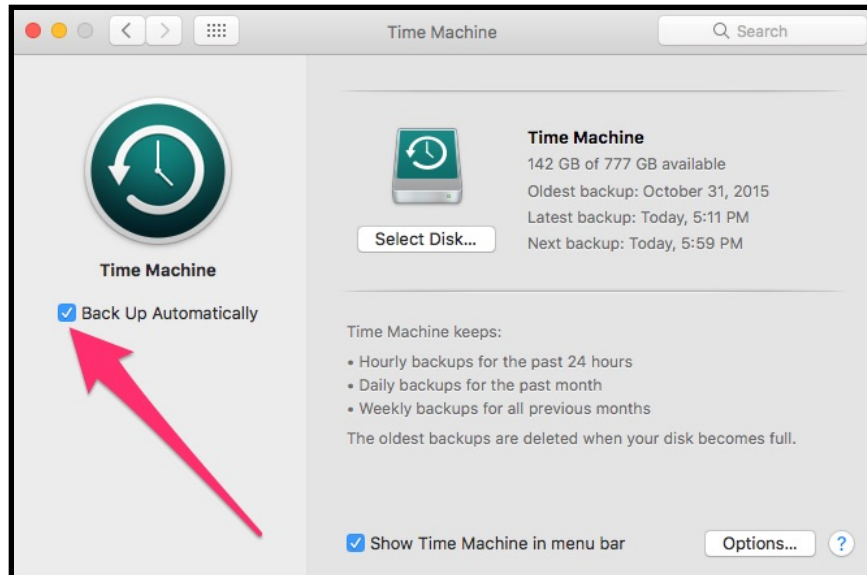 Time Machine
Search
Time Machine
Back Up Automatically
Select Disk...
Time Machine
142 GB of 777 GB available
Oldest backup: October 31, 2015
Latest backup: Today, 5:11 PM
Next backup: Today, 5:59 PM
Time Machine keeps:
• Hourly backups for the past 24 hours
• Daily backups for the past month
• Weekly backups for all previous months
The oldest backups are deleted when your disk becomes full.
Show Time Machine in menu bar
Options...
?